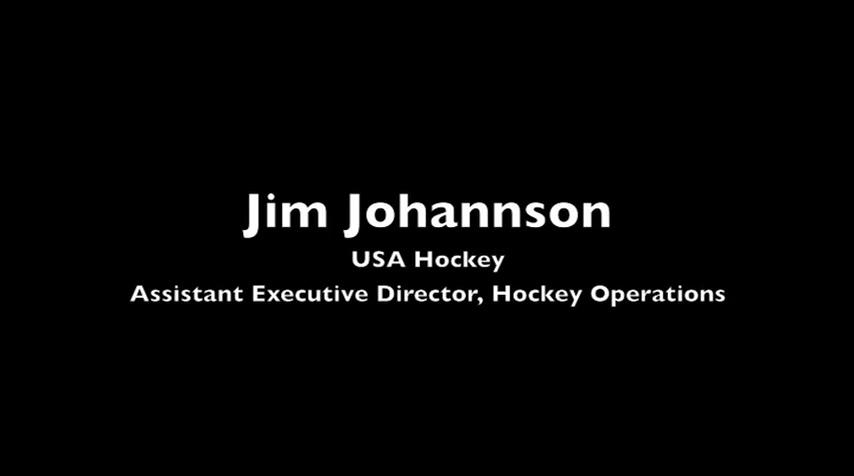 Jim Johannson
USA Hockey
Assistant Executive Director, Hockey Operations